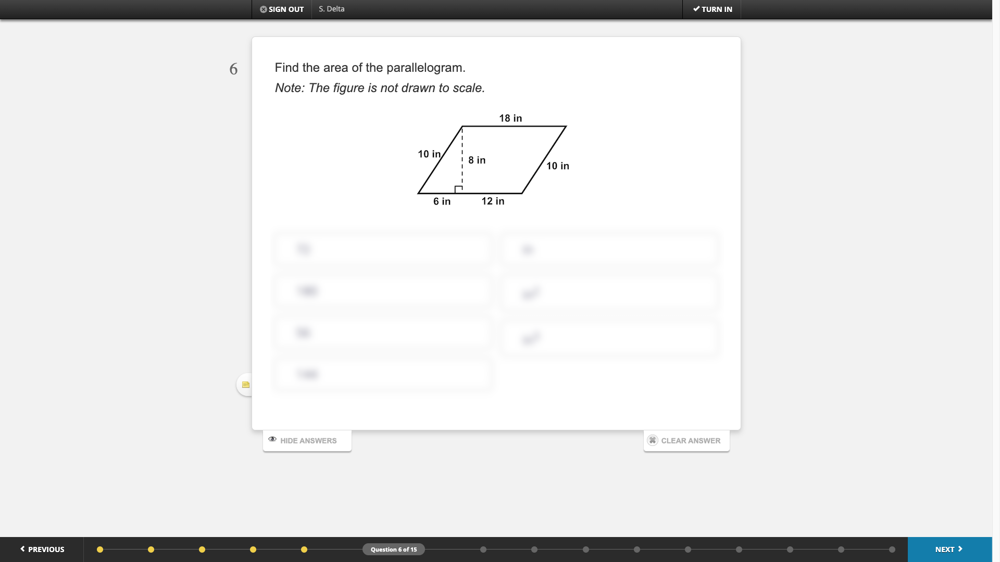 SIGN OUT
S. Delta
TURN IN
6
Find the area of the parallelogram.
Note: The figure is not drawn to scale.
18 in
10 in
8 in
10 in
6 in
12 in
HIDE ANSWERS
CLEAR ANSWER
PREVIOUS
Question 6 of 15
NEXT